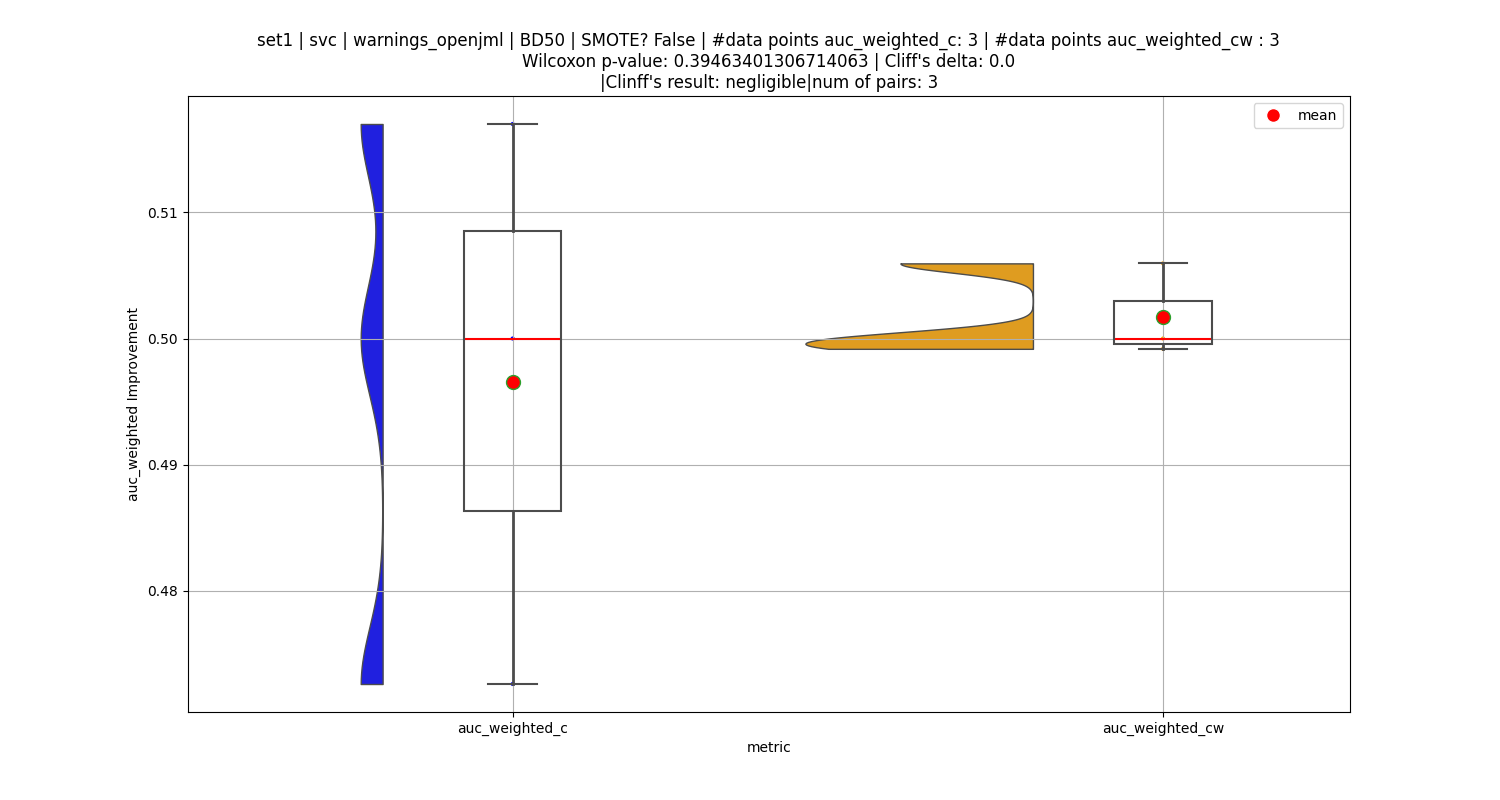 set1 | svc | warnings_openjml | BD50 | SMOTE? False | #data points auc_weighted_c: 3 | #data points auc_weighted_cw : 3
Wilcoxon p-value: 0.39463401306714063 | Cliff's delta: 0.0
|Clinff's result: negligible|num of pairs: 3
mean
0.51
0.50
0.49
0.48
auc_weighted Improvement
auc_weighted_c
auc_weighted_cw
metric